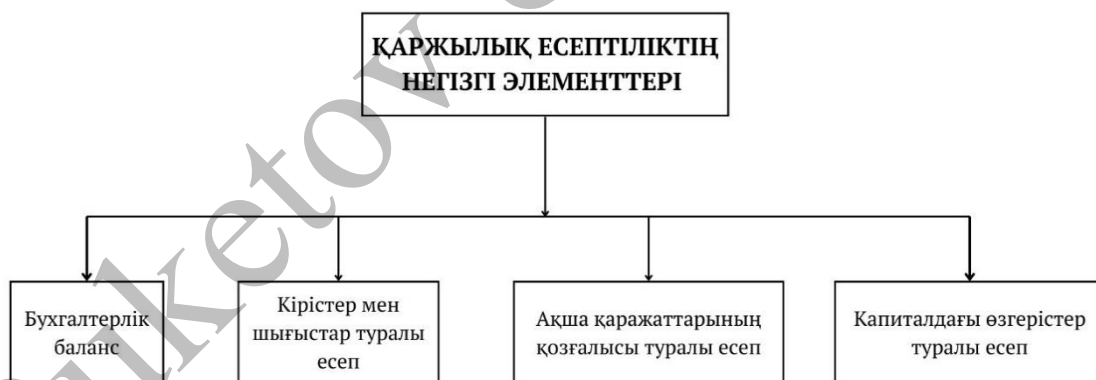 ҚАРЖЫЛЫҚ ЕСЕПТІЛІКТІҢ
НЕГІЗГІ ЭЛЕМЕНТТЕРІ
Бухгалтерлік
баланс
Кірістер мен
шығыстар туралы
есеп
Ақша қаражаттарының
қозғалысы туралы есеп
Капиталдағы өзгерістер
туралы есеп